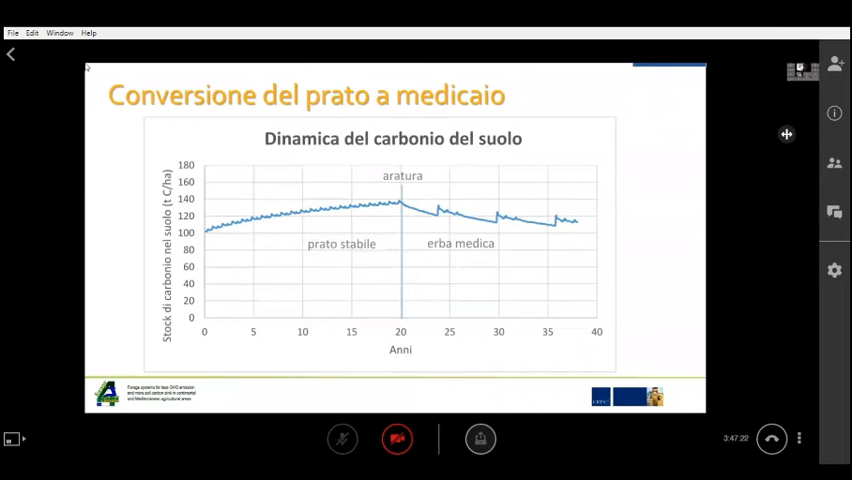 File Edit Window Help
Conversione del prato a medicaio
Dinamica del carbonio del suolo
Stock di carbonio nel suolo (t C/ha)
180
160
140
120
100
80
60
40
20
0
aratura
prato stabile
erba medica
0 5 10 15 20 25 30 35 40
Anni
Forage systems for less GHG emission
and more soil carbon sink in continental
and Mediterranean agricultural areas
3:47:22